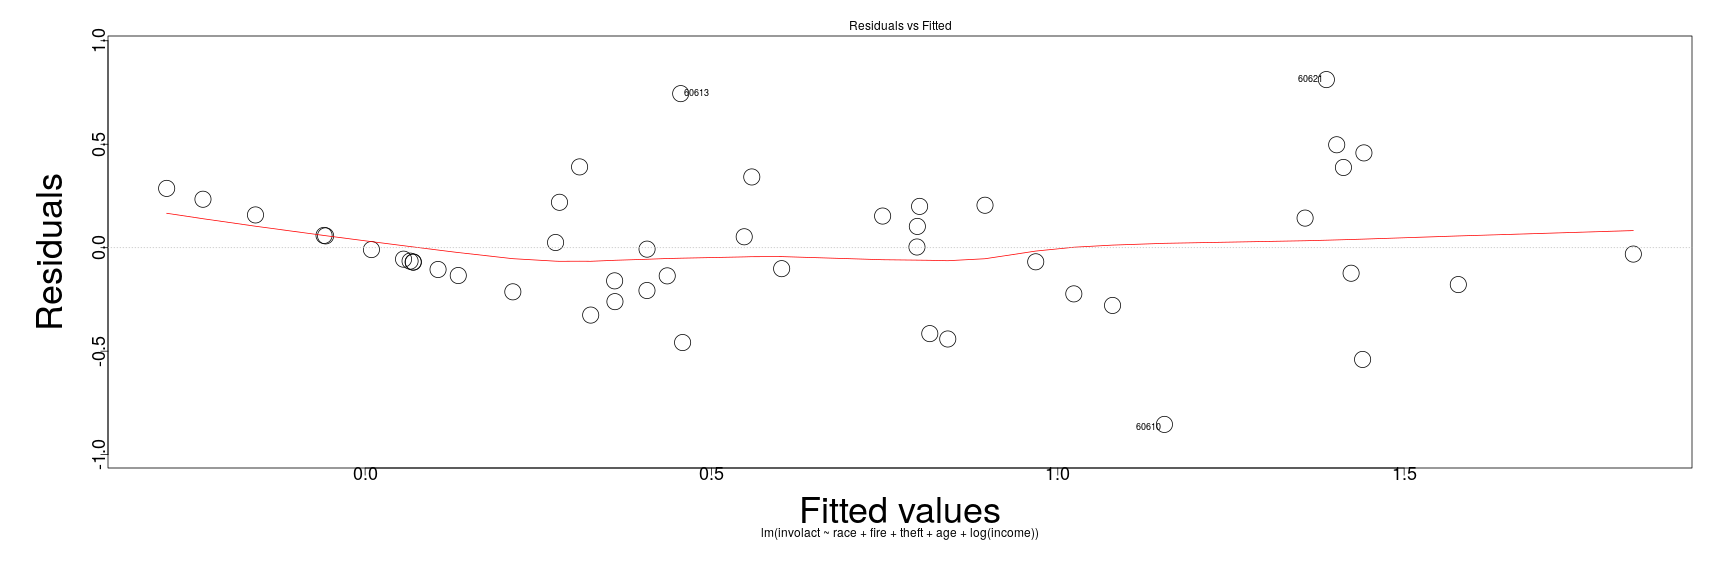 Residuals vs Fitted
1.0
0.5
0.0
-0.5
-1.0
Residuals
60613
60621
60610
0.0 0.5 1.0 1.5
Fitted values
lm(involact ~ race + fire + theft + age + log(income))